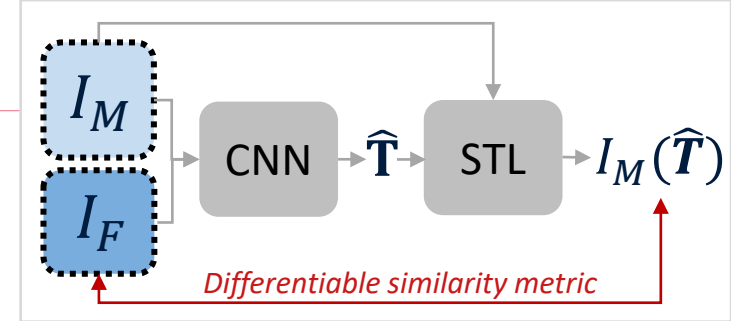 I_M
CNN
T̂
STL
I_M(T̂)
I_F
Differentiable similarity metric